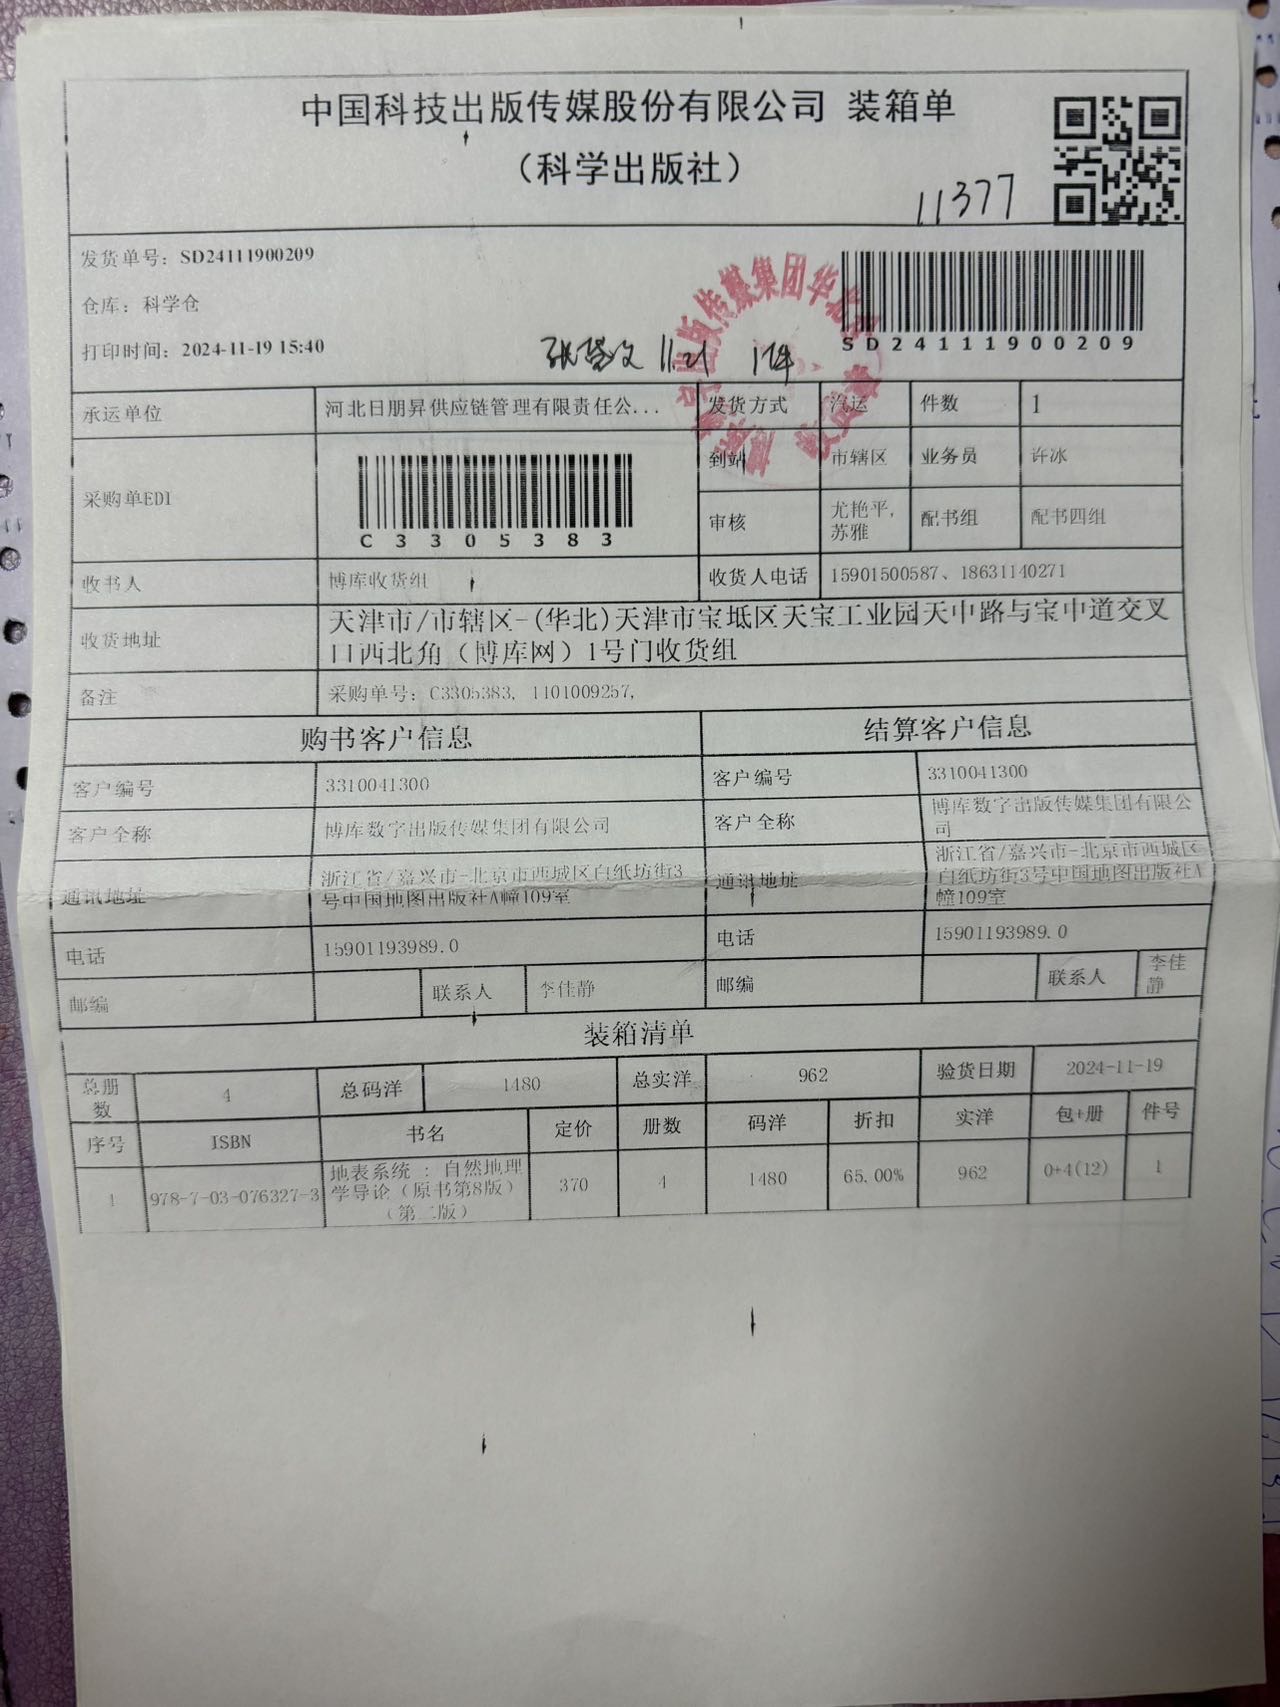 中国科技出版传媒股份有限公司 装箱单
（科学出版社）
11377
发货单号：SD24111900209
仓库：科学仓
打印时间：2024-11-19 15:40
SD24111900209
11.21 1件
承运单位 河北日朋昇供应链管理有限责任公... 发货方式 汽运 件数 1
采购单EDI C3305383 到站 市辖区 业务员 许冰
审核 尤艳平,苏雅 配书组 配书四组
收书人 博库收货组 收货人电话 15901500587、18631140271
收货地址 天津市/市辖区-(华北)天津市宝坻区天宝工业园天中路与宝中道交叉
口西北角（博库网）1号门收货组
备注 采购单号：C3305383, 1101009257,
购书客户信息 结算客户信息
客户编号 3310041300 客户编号 3310041300
客户全称 博库数字出版传媒集团有限公司 客户全称 博库数字出版传媒集团有限公司
通讯地址 浙江省/嘉兴市-北京市西城区白纸坊街3号中国地图出版社A幢109室 通讯地址 浙江省/嘉兴市-北京市西城区白纸坊街3号中国地图出版社A幢109室
电话 15901193989.0 电话 15901193989.0
邮编 联系人 李佳静 邮编 联系人 李佳静
装箱清单
总册数 4 总码洋 1480 总实洋 962 验货日期 2024-11-19
序号 ISBN 书名 定价 册数 码洋 折扣 实洋 包+册 件号
1 978-7-03-076327-3 地表系统 ：自然地理学导论（原书第8版）（第二版） 370 4 1480 65.00% 962 0+4(12) 1